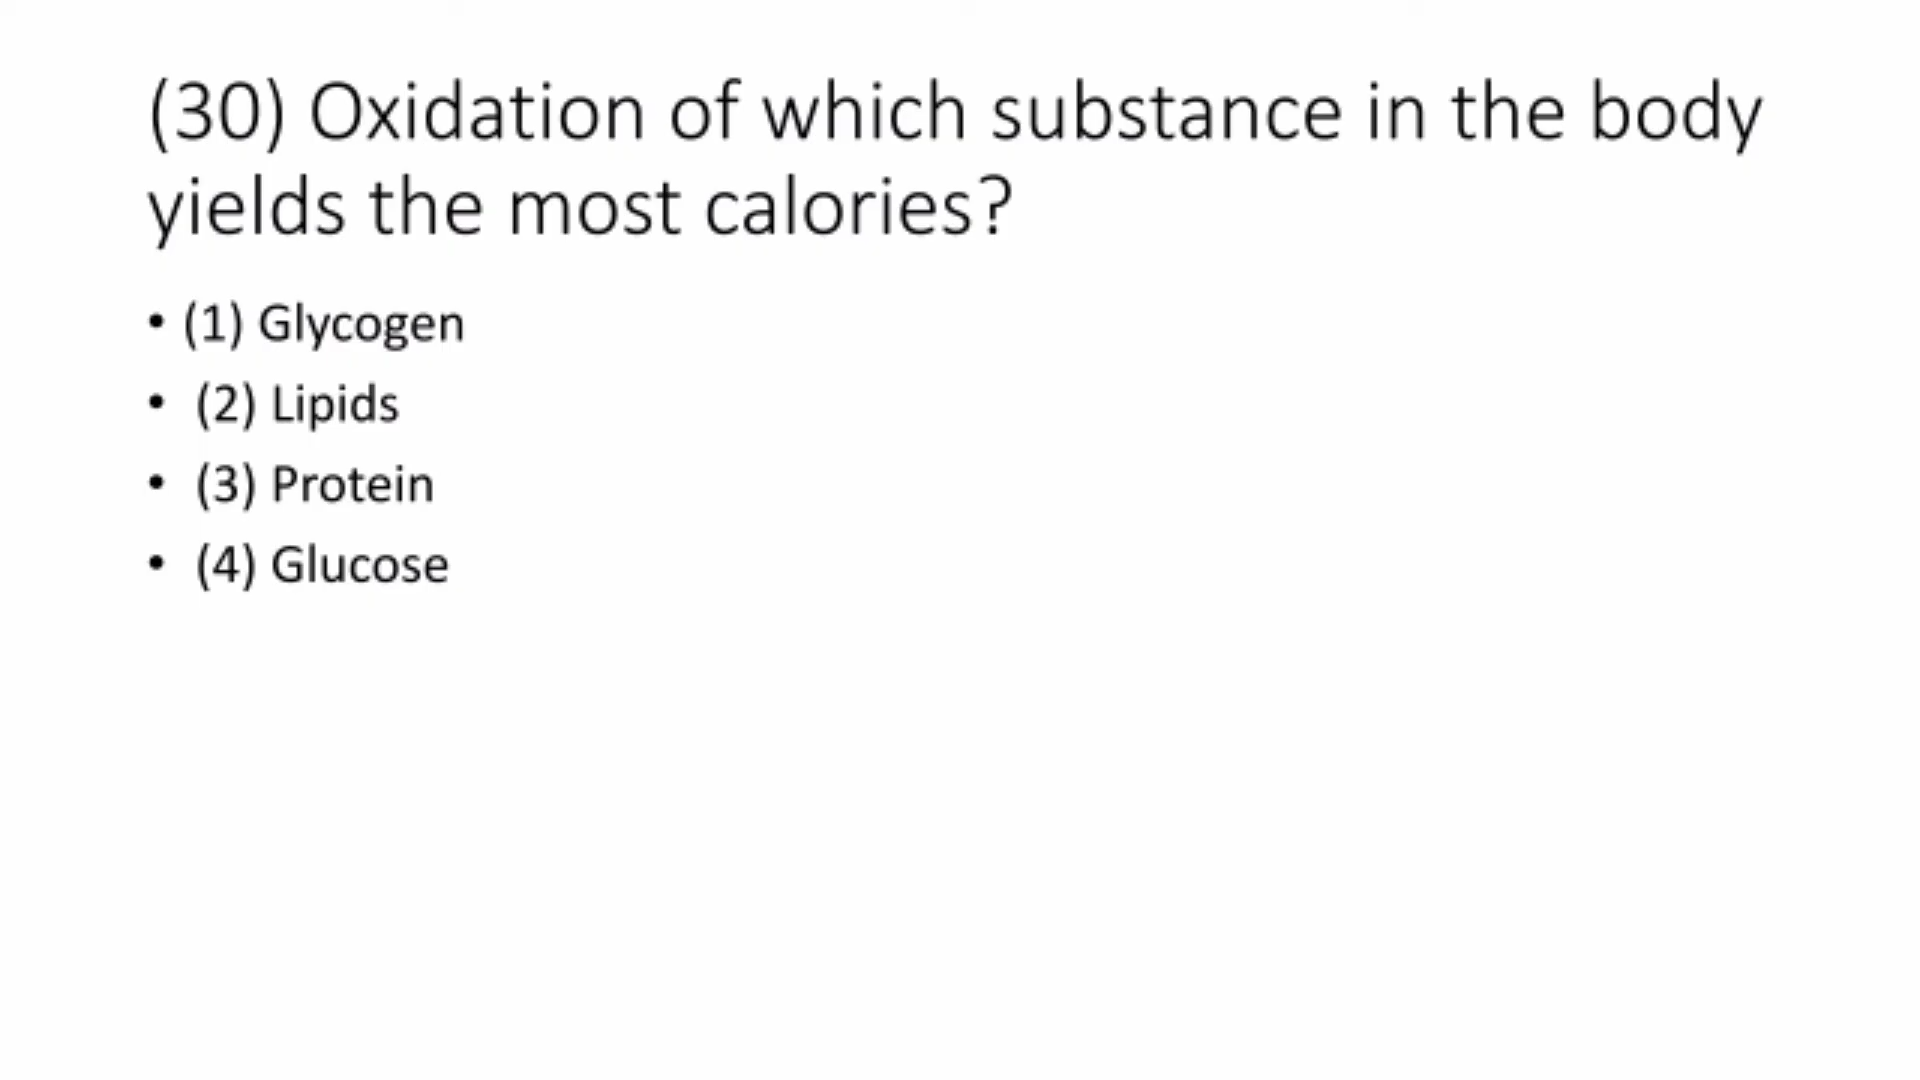 (30) Oxidation of which substance in the body
yields the most calories?
• (1) Glycogen
• (2) Lipids
• (3) Protein
• (4) Glucose